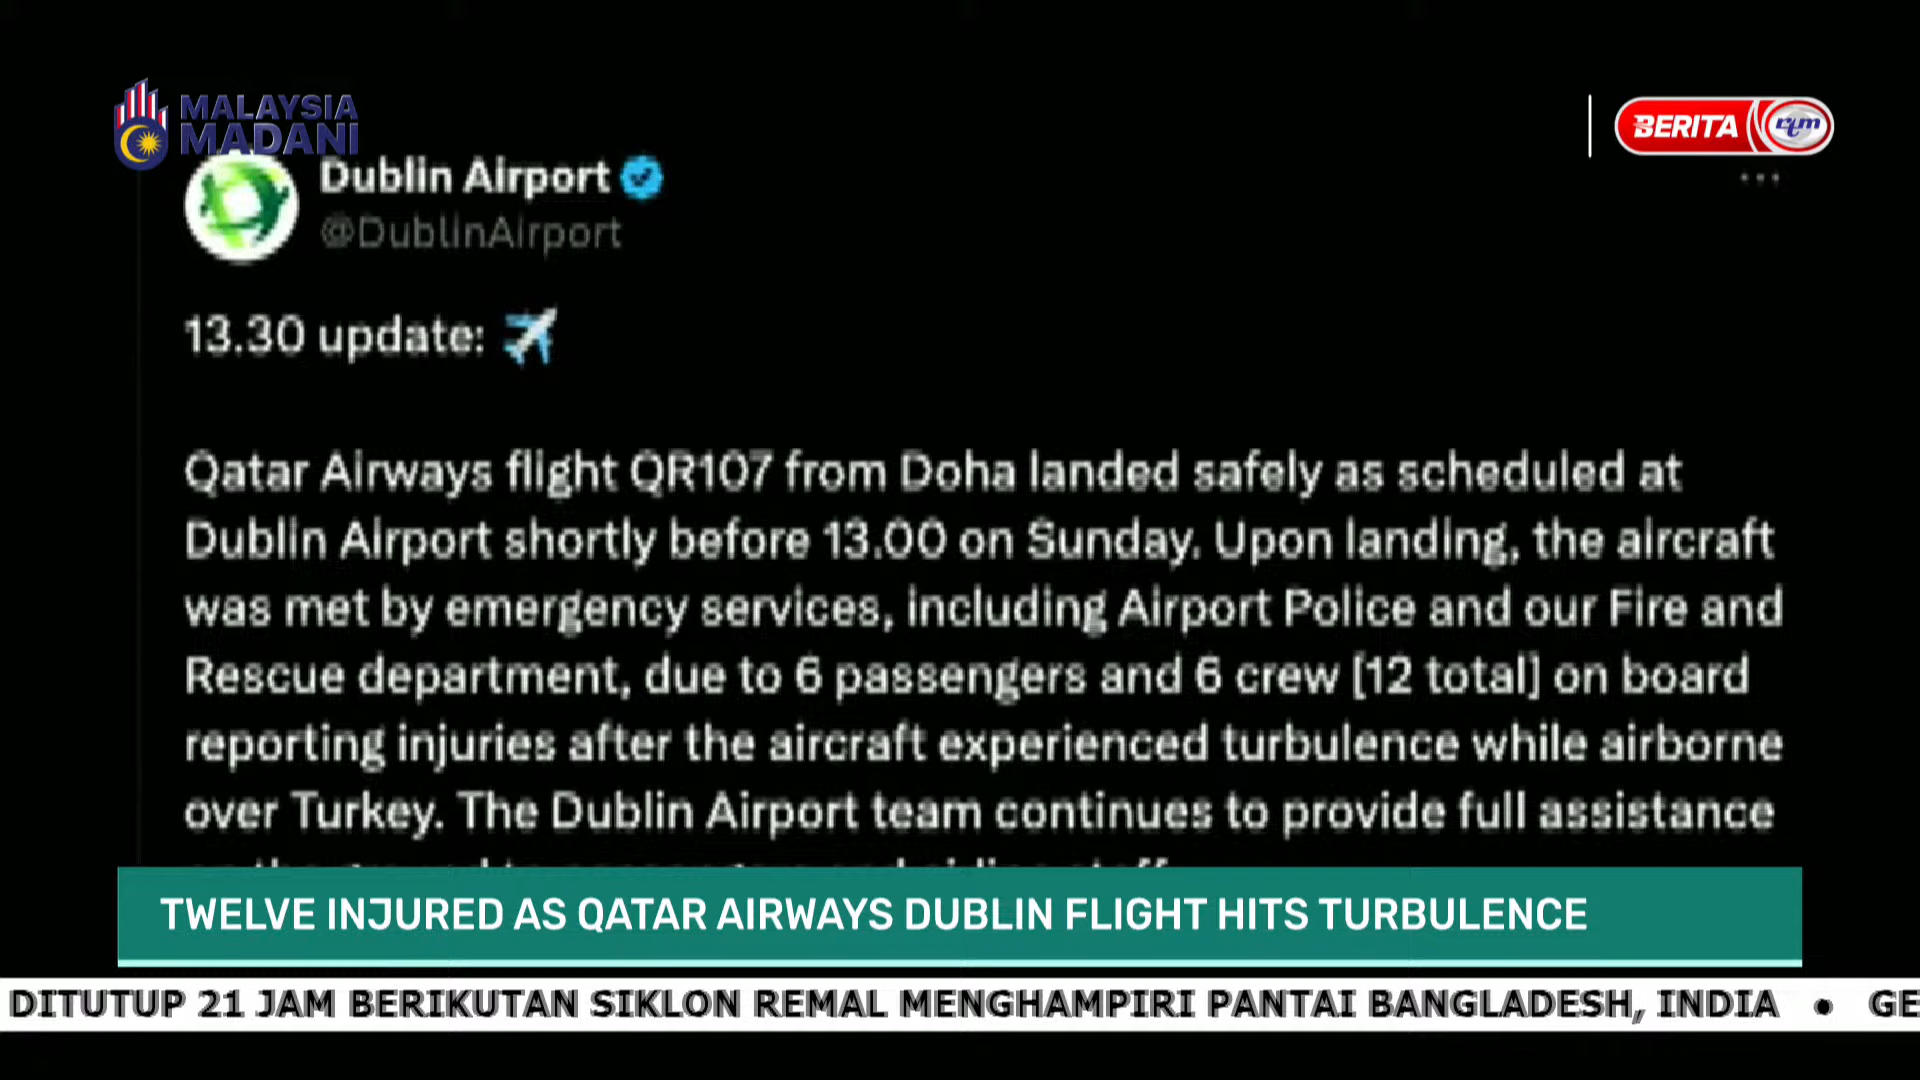 MALAYSIA
MADANI
BERITA rtm
Dublin Airport
@DublinAirport
13.30 update:
Qatar Airways flight QR107 from Doha landed safely as scheduled at
Dublin Airport shortly before 13.00 on Sunday. Upon landing, the aircraft
was met by emergency services, including Airport Police and our Fire and
Rescue department, due to 6 passengers and 6 crew [12 total] on board
reporting injuries after the aircraft experienced turbulence while airborne
over Turkey. The Dublin Airport team continues to provide full assistance
TWELVE INJURED AS QATAR AIRWAYS DUBLIN FLIGHT HITS TURBULENCE
DITUTUP 21 JAM BERIKUTAN SIKLON REMAL MENGHAMPIRI PANTAI BANGLADESH, INDIA • GE